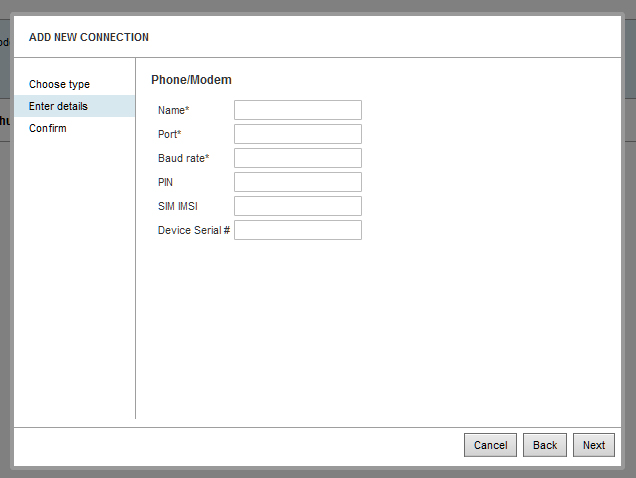 ADD NEW CONNECTION
Choose type
Enter details
Confirm
Phone/Modem
Name*
Port*
Baud rate*
PIN
SIM IMSI
Device Serial #
Cancel Back Next